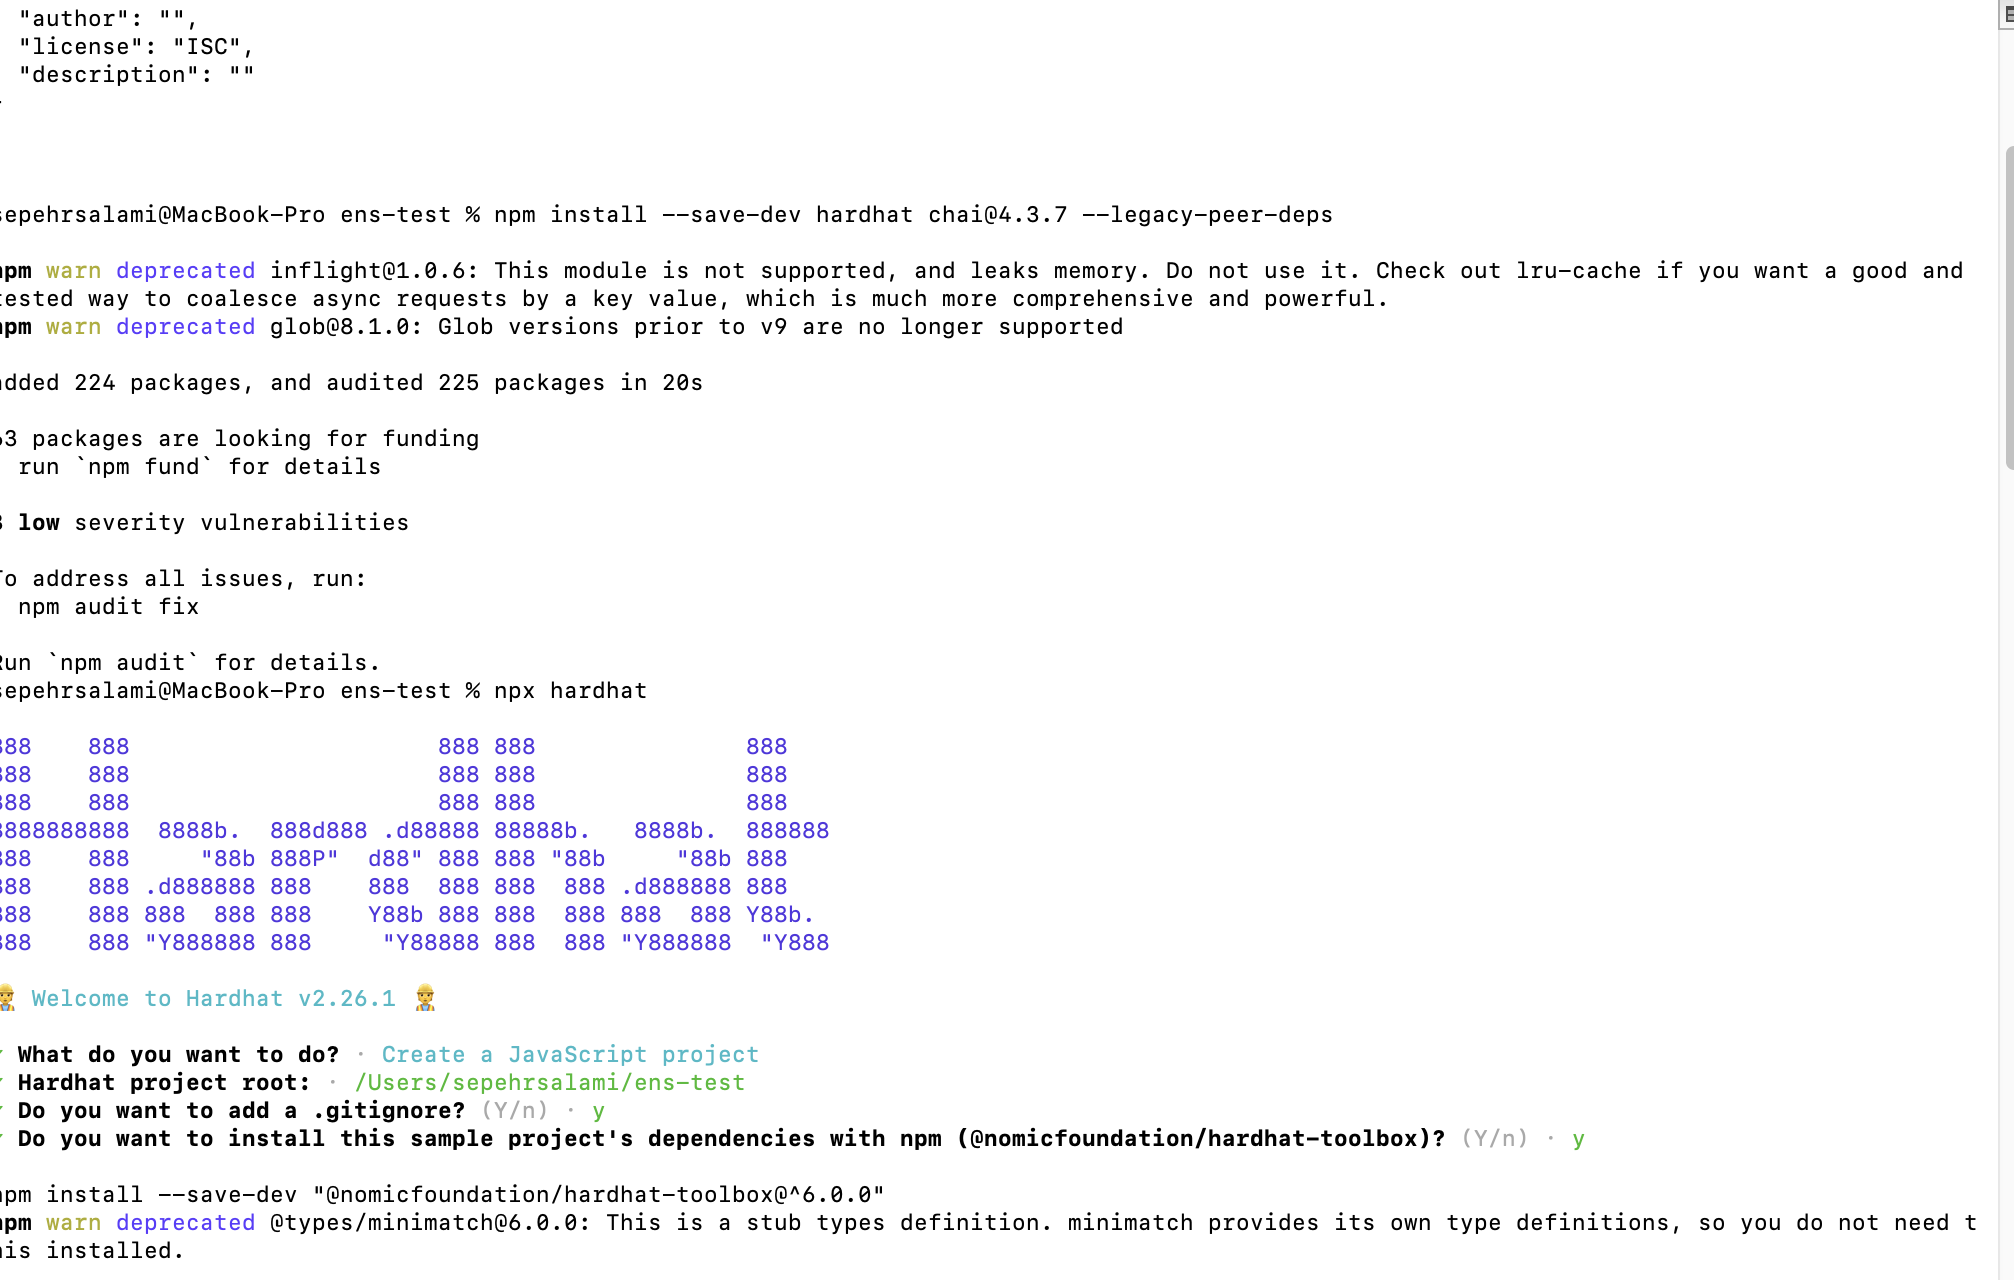 "author": "",
"license": "ISC",
"description": ""
sepehrsalami@MacBook-Pro ens-test % npm install --save-dev hardhat chai@4.3.7 --legacy-peer-deps
npm warn deprecated inflight@1.0.6: This module is not supported, and leaks memory. Do not use it. Check out lru-cache if you want a good and
tested way to coalesce async requests by a key value, which is much more comprehensive and powerful.
npm warn deprecated glob@8.1.0: Glob versions prior to v9 are no longer supported
added 224 packages, and audited 225 packages in 20s
63 packages are looking for funding
run `npm fund` for details
3 low severity vulnerabilities
To address all issues, run:
npm audit fix
Run `npm audit` for details.
sepehrsalami@MacBook-Pro ens-test % npx hardhat
888    888                      888 888               888
888    888                      888 888               888
888    888                      888 888               888
8888888888  8888b.  888d888 .d88888 88888b.   8888b.  888888
888    888     "88b 888P"  d88" 888 888 "88b     "88b 888
888    888 .d888888 888    888  888 888  888 .d888888 888
888    888 888  888 888    Y88b 888 888  888 888  888 Y88b.
888    888 "Y888888 888     "Y88888 888  888 "Y888888  "Y888
👷 Welcome to Hardhat v2.26.1 👷
✔ What do you want to do? · Create a JavaScript project
✔ Hardhat project root: · /Users/sepehrsalami/ens-test
✔ Do you want to add a .gitignore? (Y/n) · y
✔ Do you want to install this sample project's dependencies with npm (@nomicfoundation/hardhat-toolbox)? (Y/n) · y
npm install --save-dev "@nomicfoundation/hardhat-toolbox@^6.0.0"
npm warn deprecated @types/minimatch@6.0.0: This is a stub types definition. minimatch provides its own type definitions, so you do not need t
his installed.